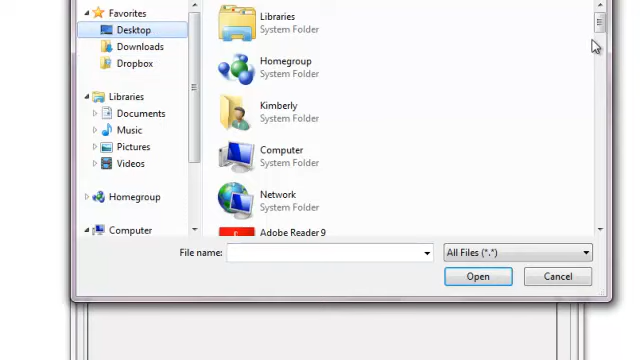 Favorites
Desktop
Downloads
Dropbox
Libraries
Documents
Music
Pictures
Videos
Homegroup
Computer
Libraries
System Folder
Homegroup
System Folder
Kimberly
System Folder
Computer
System Folder
Network
System Folder
Adobe Reader 9
File name:
All Files (*.*)
Open
Cancel